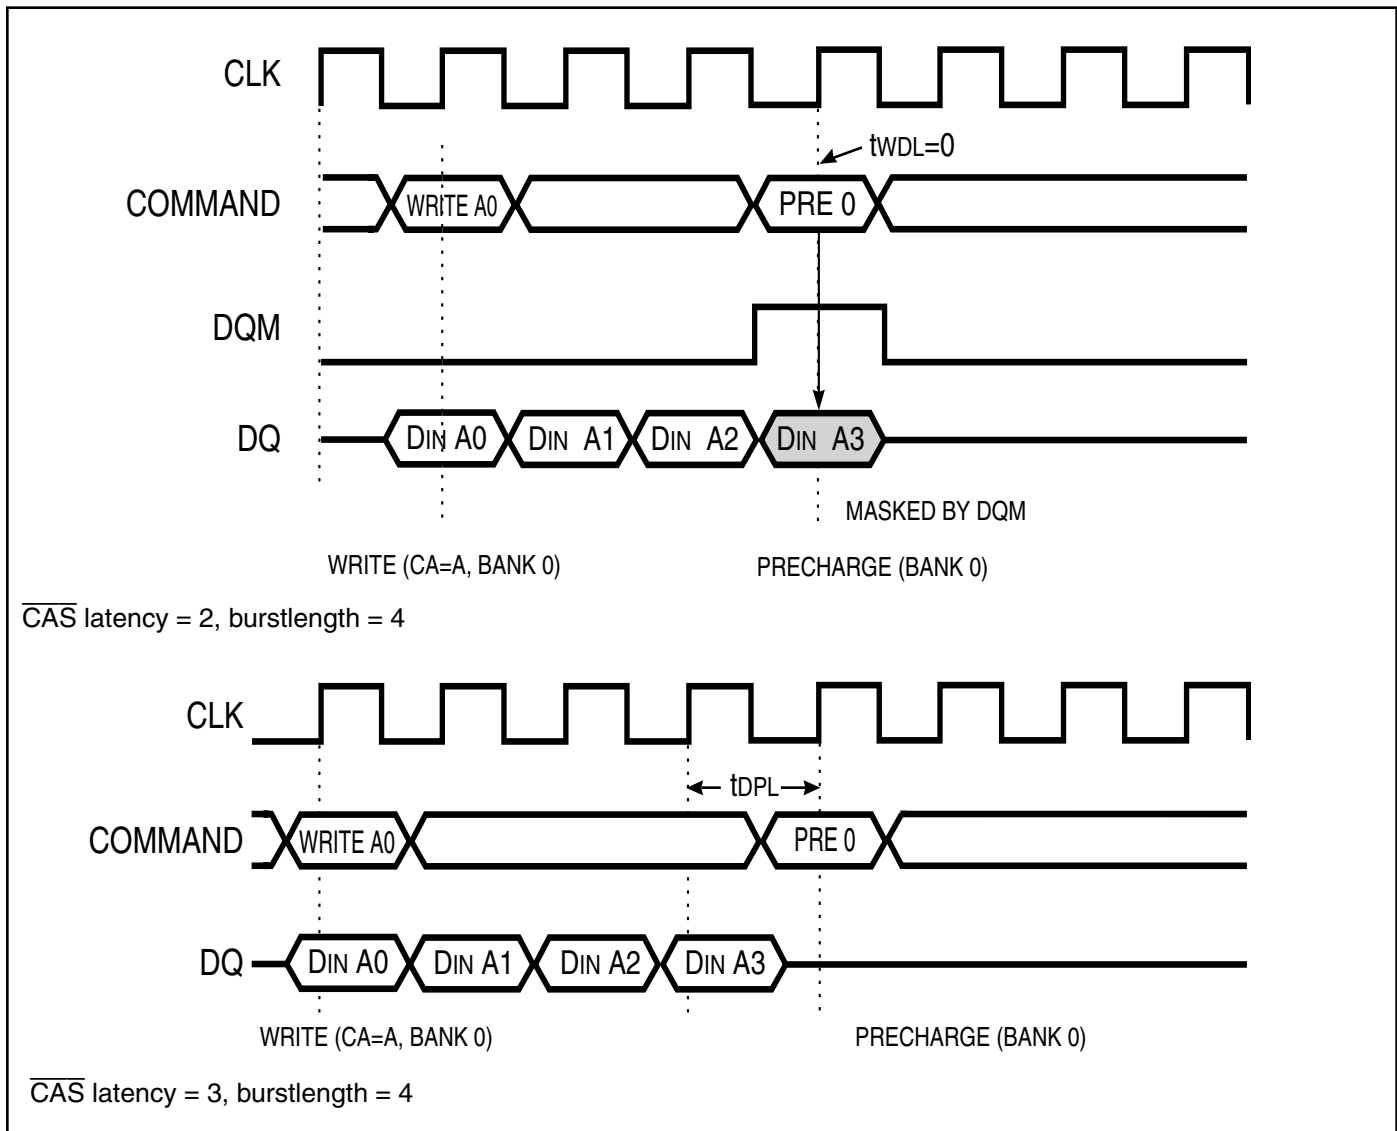 CLK
tWDL=0
COMMAND WRITE A0 PRE 0
DQM
DQ DIN A0 DIN A1 DIN A2 DIN A3
MASKED BY DQM
WRITE (CA=A, BANK 0) PRECHARGE (BANK 0)
CAS latency = 2, burstlength = 4
CLK
tDPL
COMMAND WRITE A0 PRE 0
DQ DIN A0 DIN A1 DIN A2 DIN A3
WRITE (CA=A, BANK 0) PRECHARGE (BANK 0)
CAS latency = 3, burstlength = 4